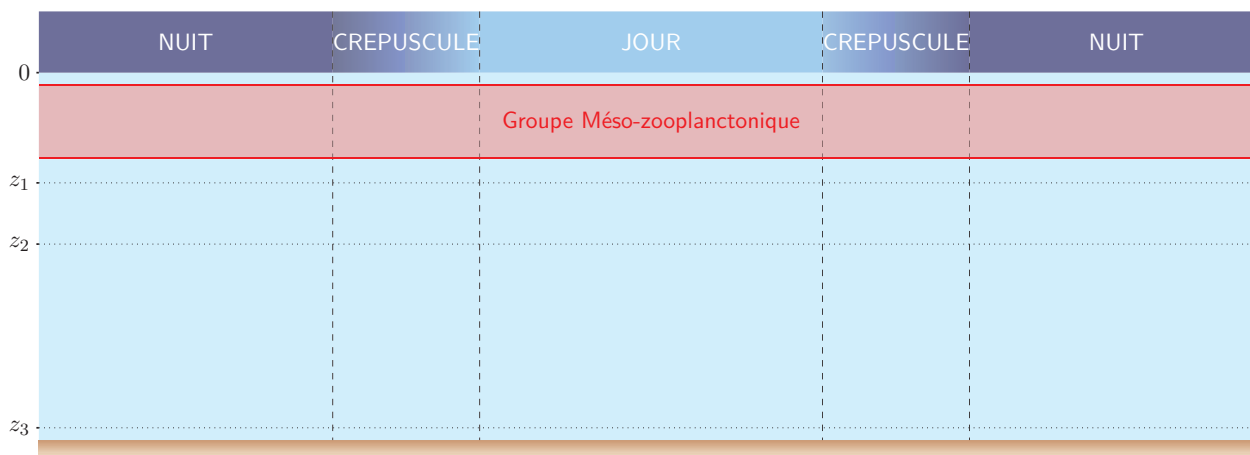 NUIT CREPUSCULE JOUR CREPUSCULE NUIT
0
Groupe Méso-zooplanctonique
z₁
z₂
z₃